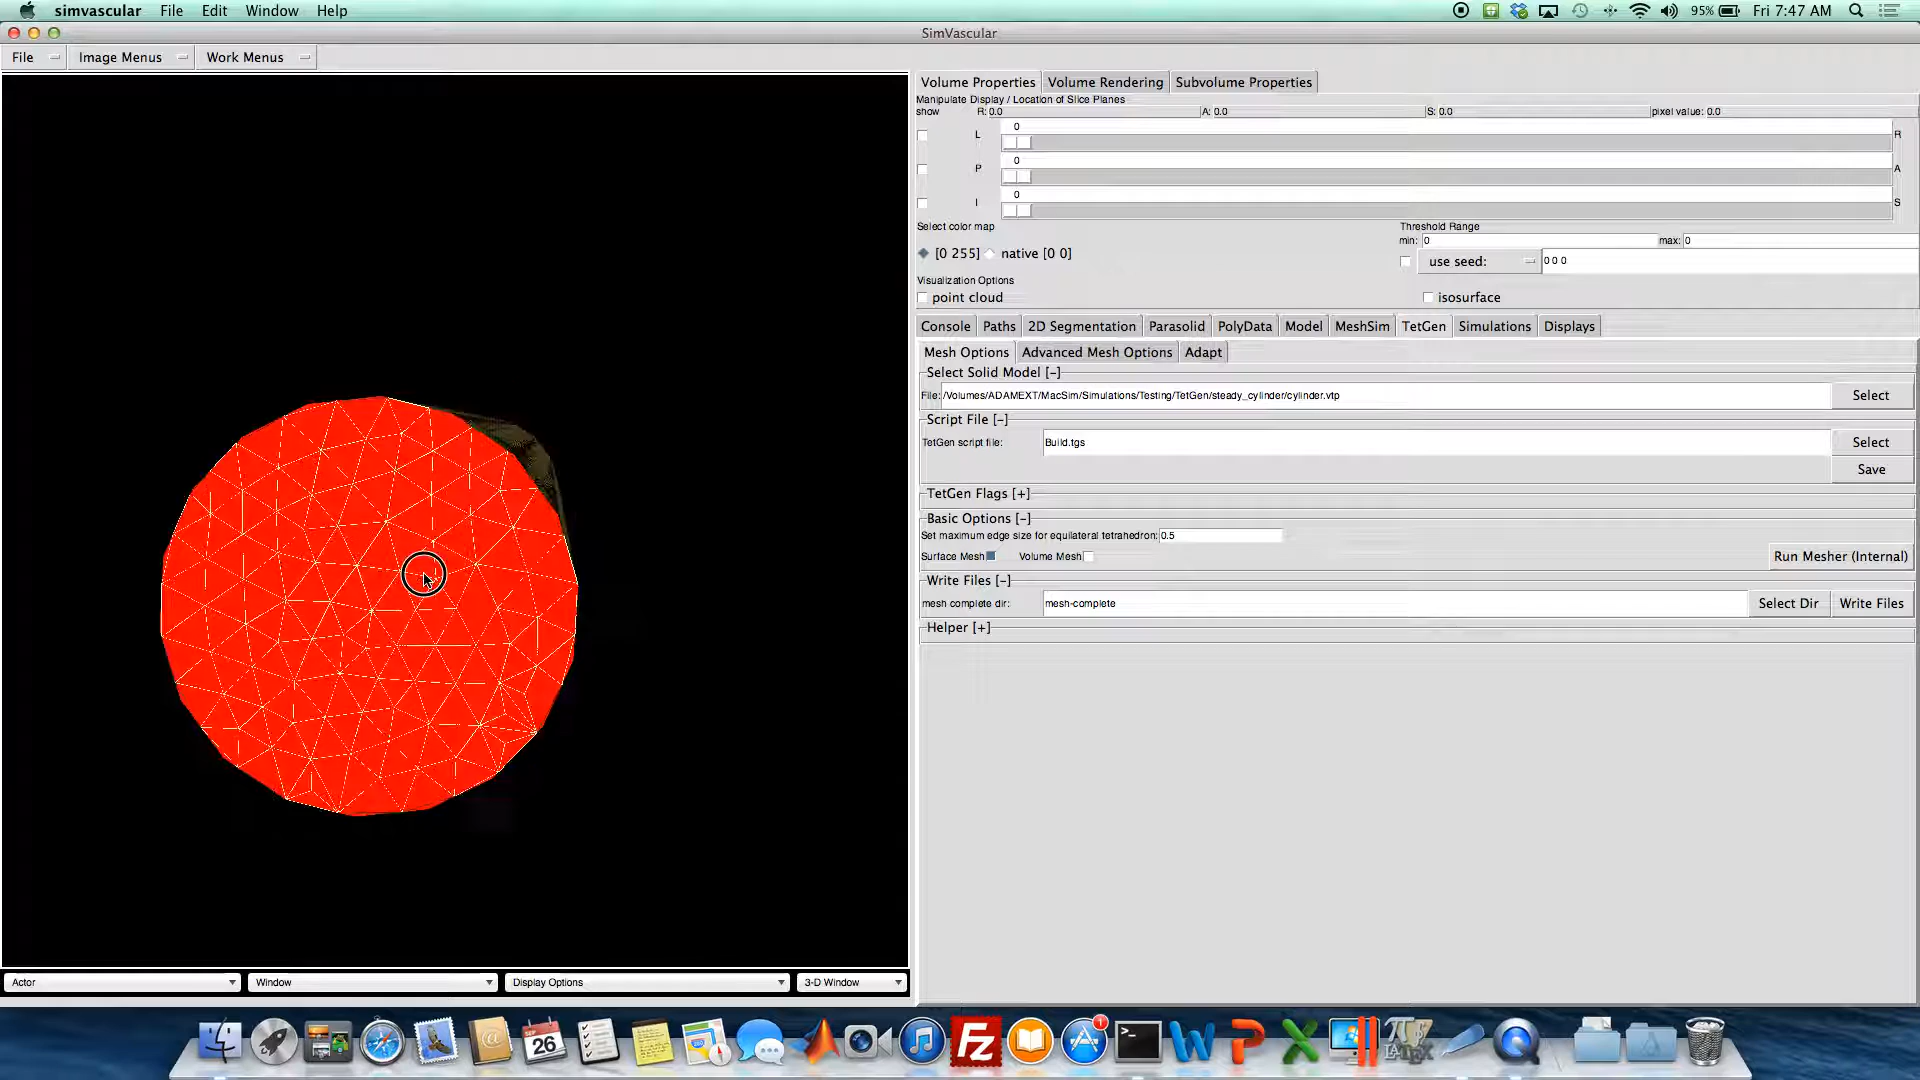 simvascular File Edit Window Help 95% Fri 7:47 AM
SimVascular
File Image Menus Work Menus
Volume Properties Volume Rendering Subvolume Properties
Manipulate Display / Location of Slice Planes
show R: 0.0 A: 0.0 S: 0.0 pixel value: 0.0
0
L R
0
P A
0
I S
Select color map Threshold Range
min: 0 max: 0
[0 255] native [0 0] use seed: 0 0 0
Visualization Options
point cloud isosurface
Console Paths 2D Segmentation Parasolid PolyData Model MeshSim TetGen Simulations Displays
Mesh Options Advanced Mesh Options Adapt
Select Solid Model [-]
File: /Volumes/ADAMEXT/MacSim/Simulations/Testing/TetGen/steady_cylinder/cylinder.vtp Select
Script File [-]
TetGen script file: Build.tgs Select
Save
TetGen Flags [+]
Basic Options [-]
Set maximum edge size for equilateral tetrahedron: 0.5
Surface Mesh Volume Mesh Run Mesher (Internal)
Write Files [-]
mesh complete dir: mesh-complete Select Dir Write Files
Helper [+]
Actor Window Display Options 3-D Window
SEP
26
Fz
1